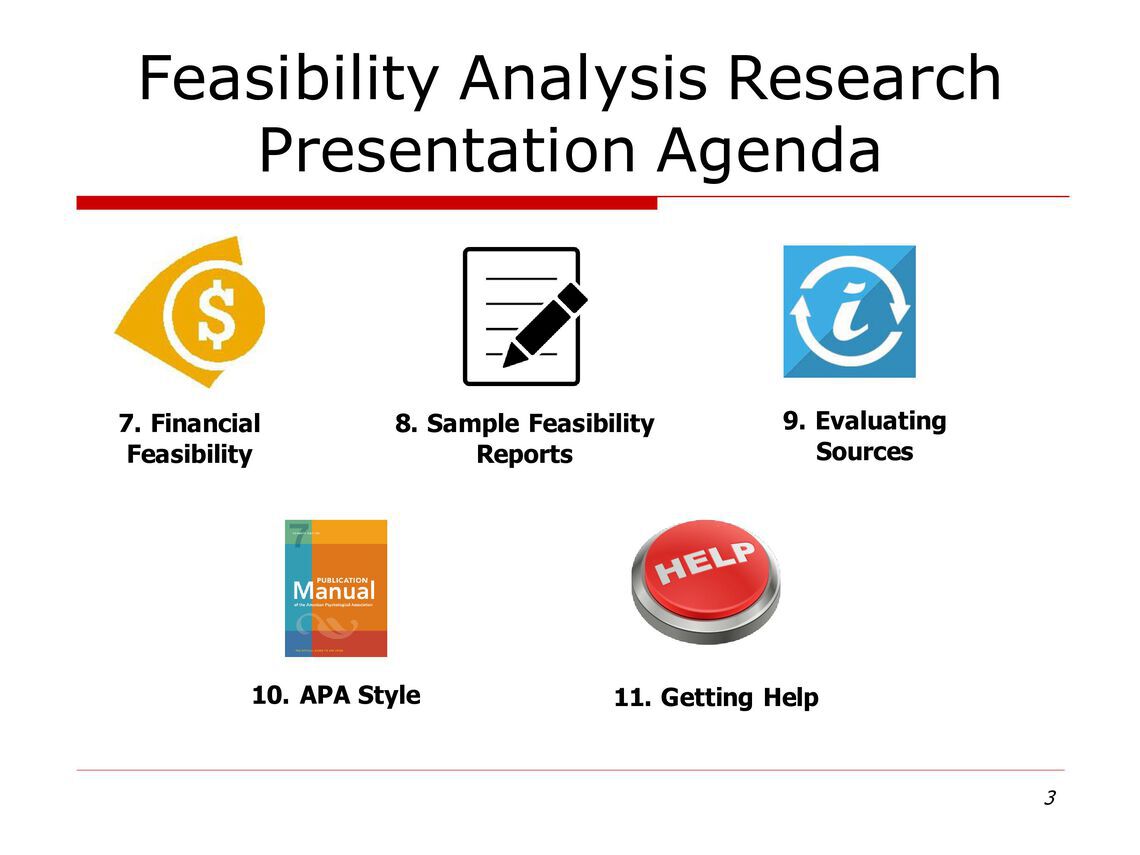 Feasibility Analysis Research
Presentation Agenda
$
i
7. Financial
Feasibility
8. Sample Feasibility
Reports
9. Evaluating
Sources
7
PUBLICATION
Manual
of the American Psychological Association
HELP
10. APA Style
11. Getting Help
3